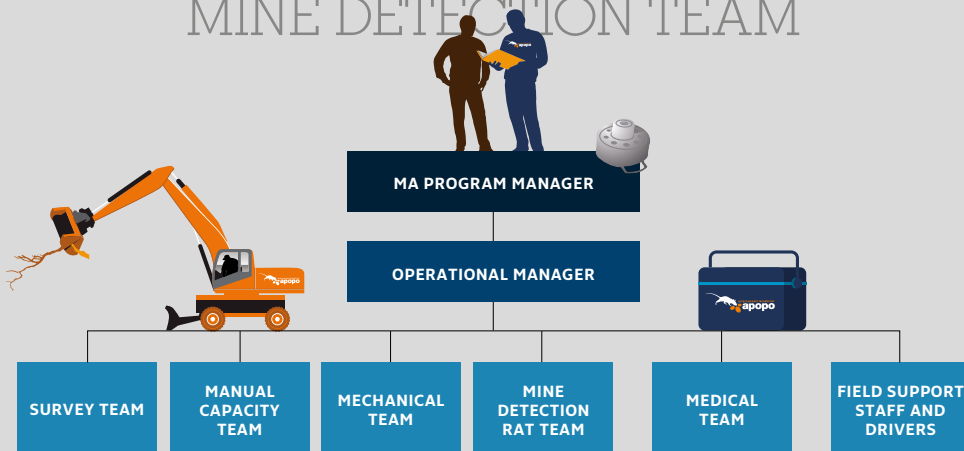 MINE DETECTION TEAM
apopo
MA PROGRAM MANAGER
OPERATIONAL MANAGER
apopo
apopo
SURVEY TEAM
MANUAL
CAPACITY
TEAM
MECHANICAL
TEAM
MINE
DETECTION
RAT TEAM
MEDICAL
TEAM
FIELD SUPPORT
STAFF AND
DRIVERS